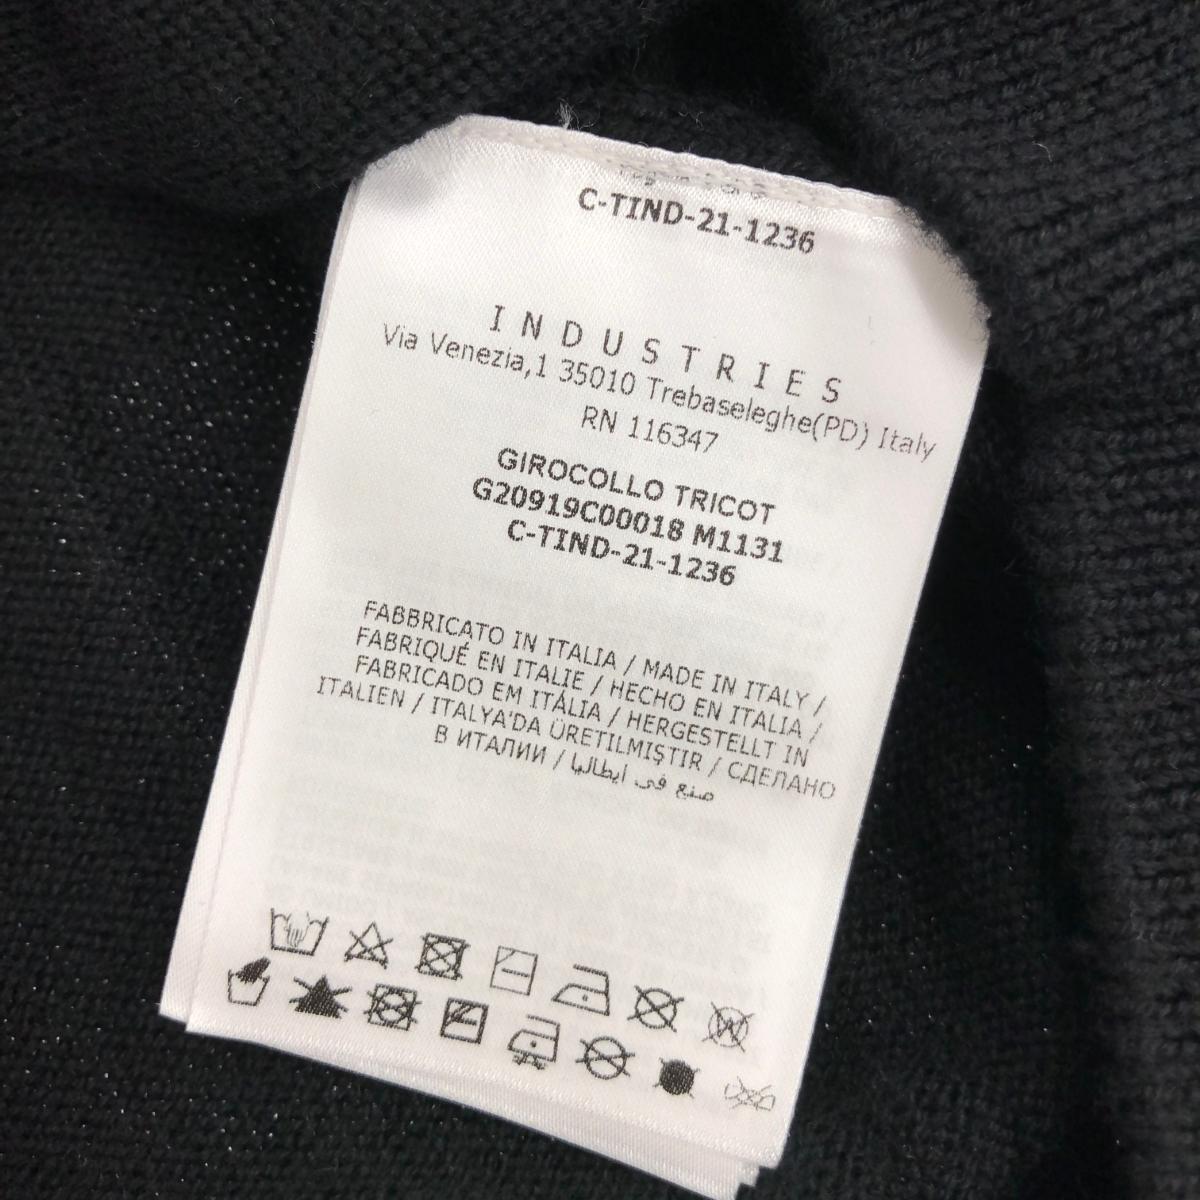 C-TIND-21-1236
INDUSTRIES
Via Venezia,1 35010 Trebaseleghe(PD) Italy
RN 116347
GIROCOLLO TRICOT
G20919C00018 M1131
C-TIND-21-1236
FABBRICATO IN ITALIA / MADE IN ITALY /
FABRIQUÉ EN ITALIE / HECHO EN ITALIA /
FABRICADO EM ITÁLIA / HERGESTELLT IN
ITALIEN / ITALYA'DA ÜRETILMIŞTIR / СДЕЛАНО
В ИТАЛИИ / صنع في ايطاليا
W